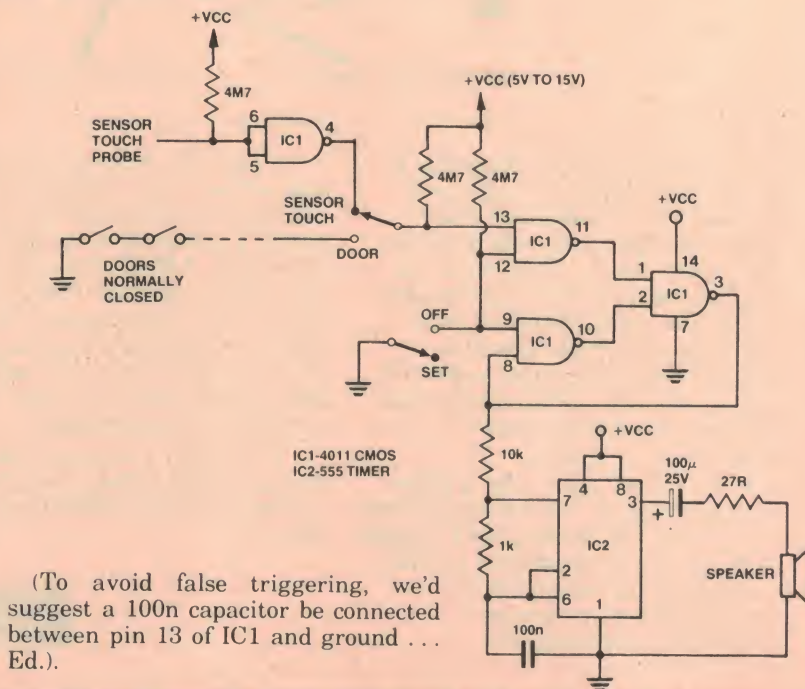 +VCC
4M7
SENSOR
TOUCH
PROBE
6
5
IC1
4
+VCC (5V TO 15V)
4M7
4M7
SENSOR
TOUCH
DOOR
DOORS
NORMALLY
CLOSED
13
12
IC1
11
+VCC
14
1
2
IC1
3
7
OFF
SET
9
8
IC1
10
IC1-4011 CMOS
IC2-555 TIMER
10k
1k
100n
+VCC
4
8
7
3
IC2
2
6
1
100µ
25V
+
27R
SPEAKER
(To avoid false triggering, we'd
suggest a 100n capacitor be connected
between pin 13 of IC1 and ground ...
Ed.).